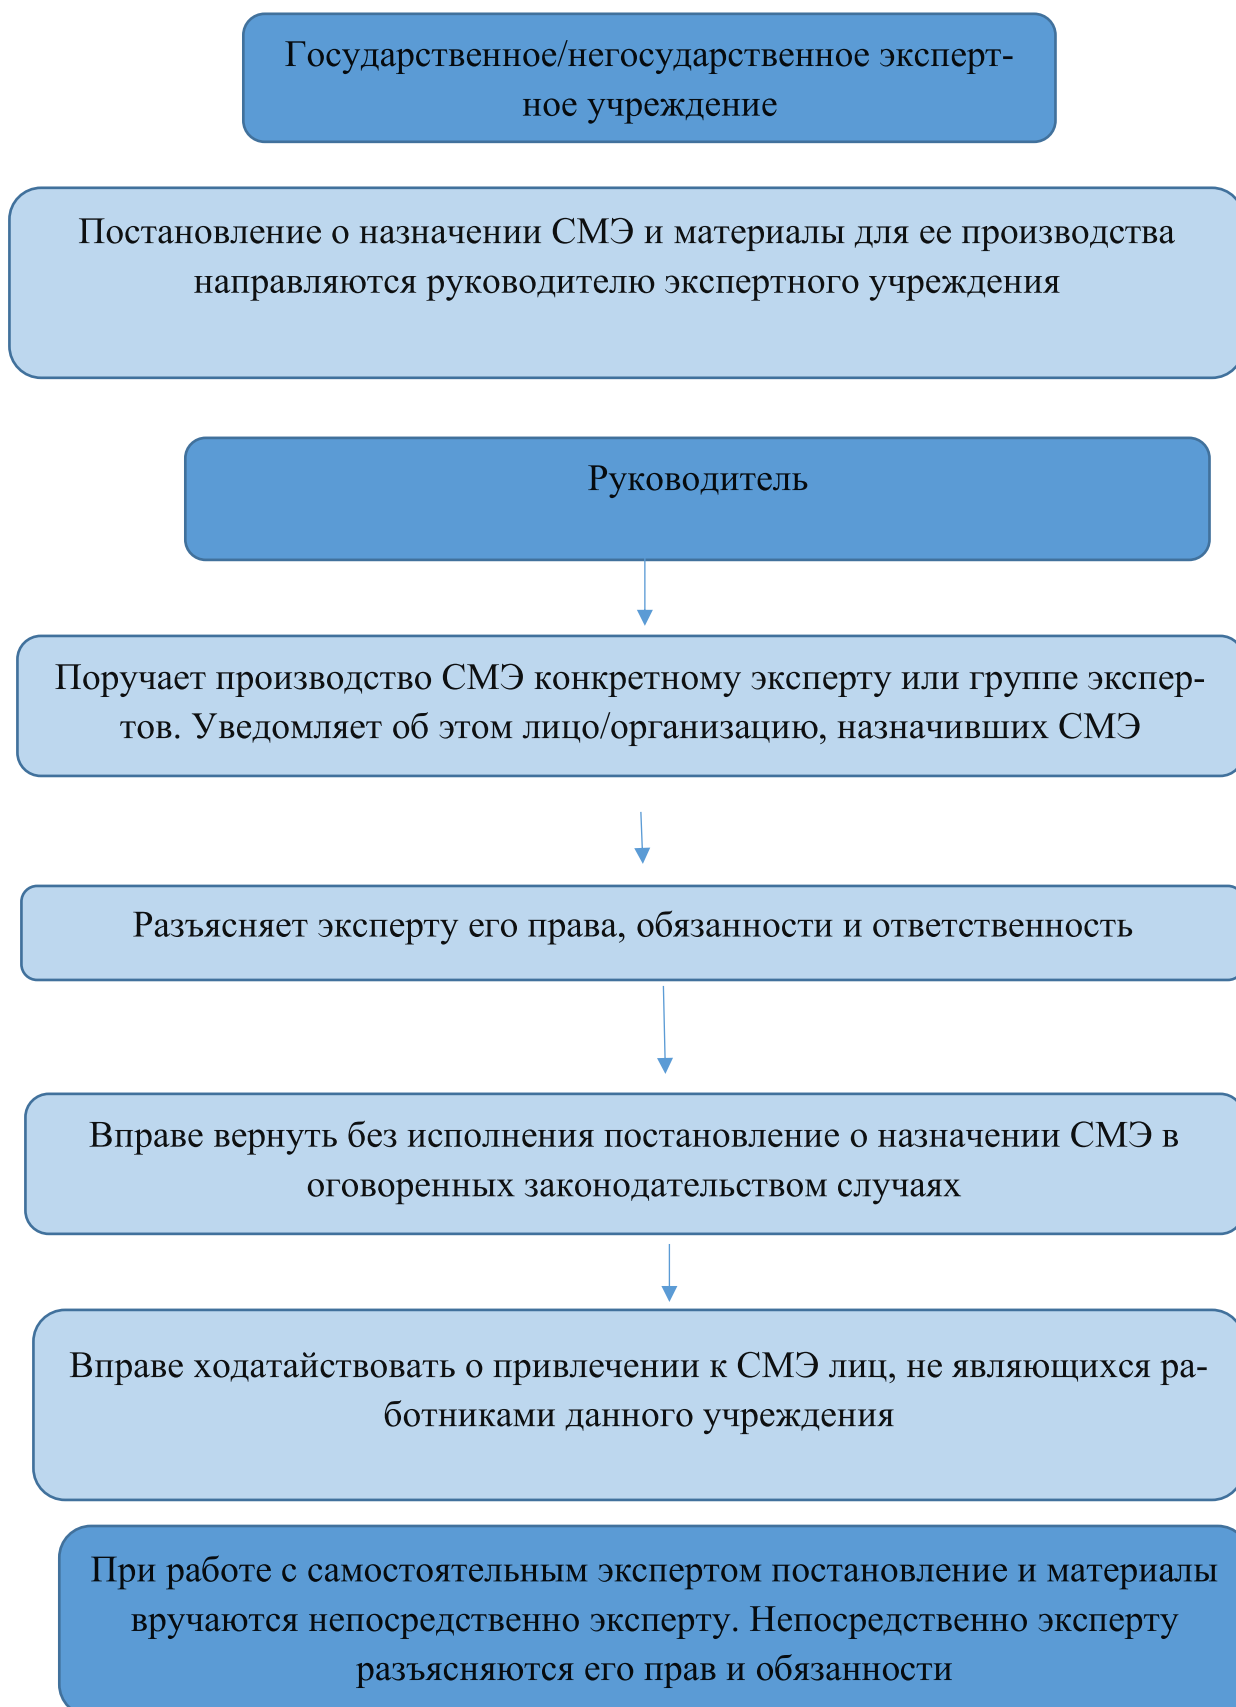 Государственное/негосударственное эксперт-
ное учреждение
Постановление о назначении СМЭ и материалы для ее производства
направляются руководителю экспертного учреждения
Руководитель
Поручает производство СМЭ конкретному эксперту или группе экспер-
тов. Уведомляет об этом лицо/организацию, назначивших СМЭ
Разъясняет эксперту его права, обязанности и ответственность
Вправе вернуть без исполнения постановление о назначении СМЭ в
оговоренных законодательством случаях
Вправе ходатайствовать о привлечении к СМЭ лиц, не являющихся ра-
ботниками данного учреждения
При работе с самостоятельным экспертом постановление и материалы
вручаются непосредственно эксперту. Непосредственно эксперту
разъясняются его прав и обязанности